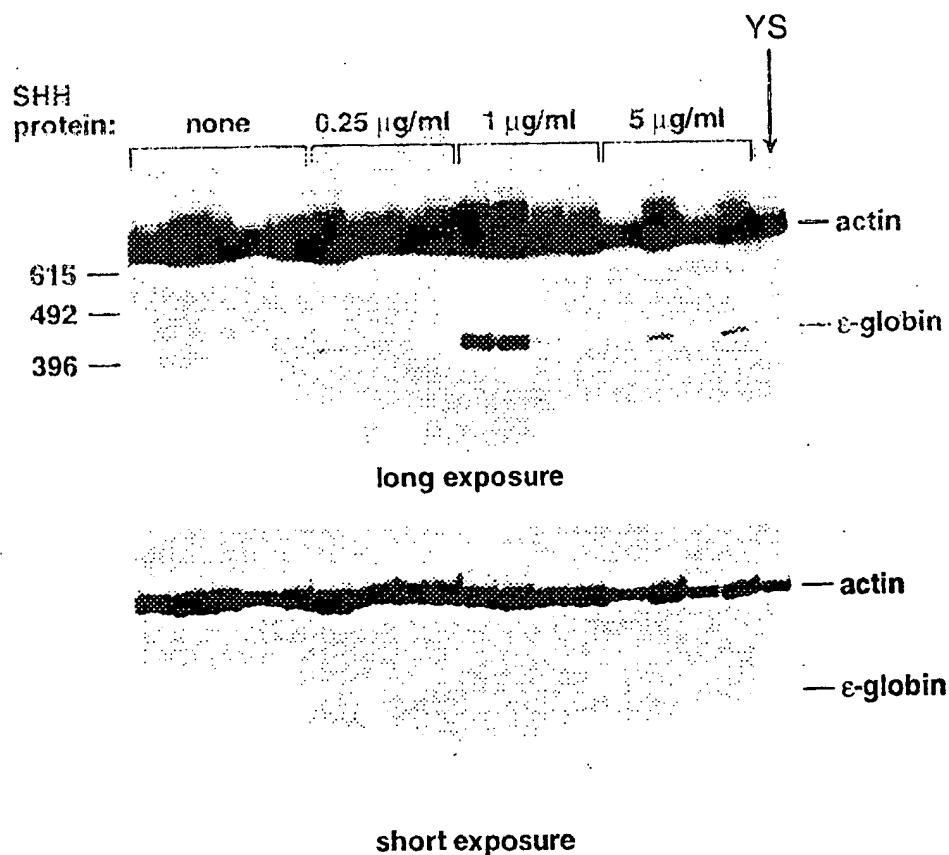 YS
SHH
protein: none 0.25 µg/ml 1 µg/ml 5 µg/ml
actin
615
492
ε-globin
396
long exposure
actin
ε-globin
short exposure